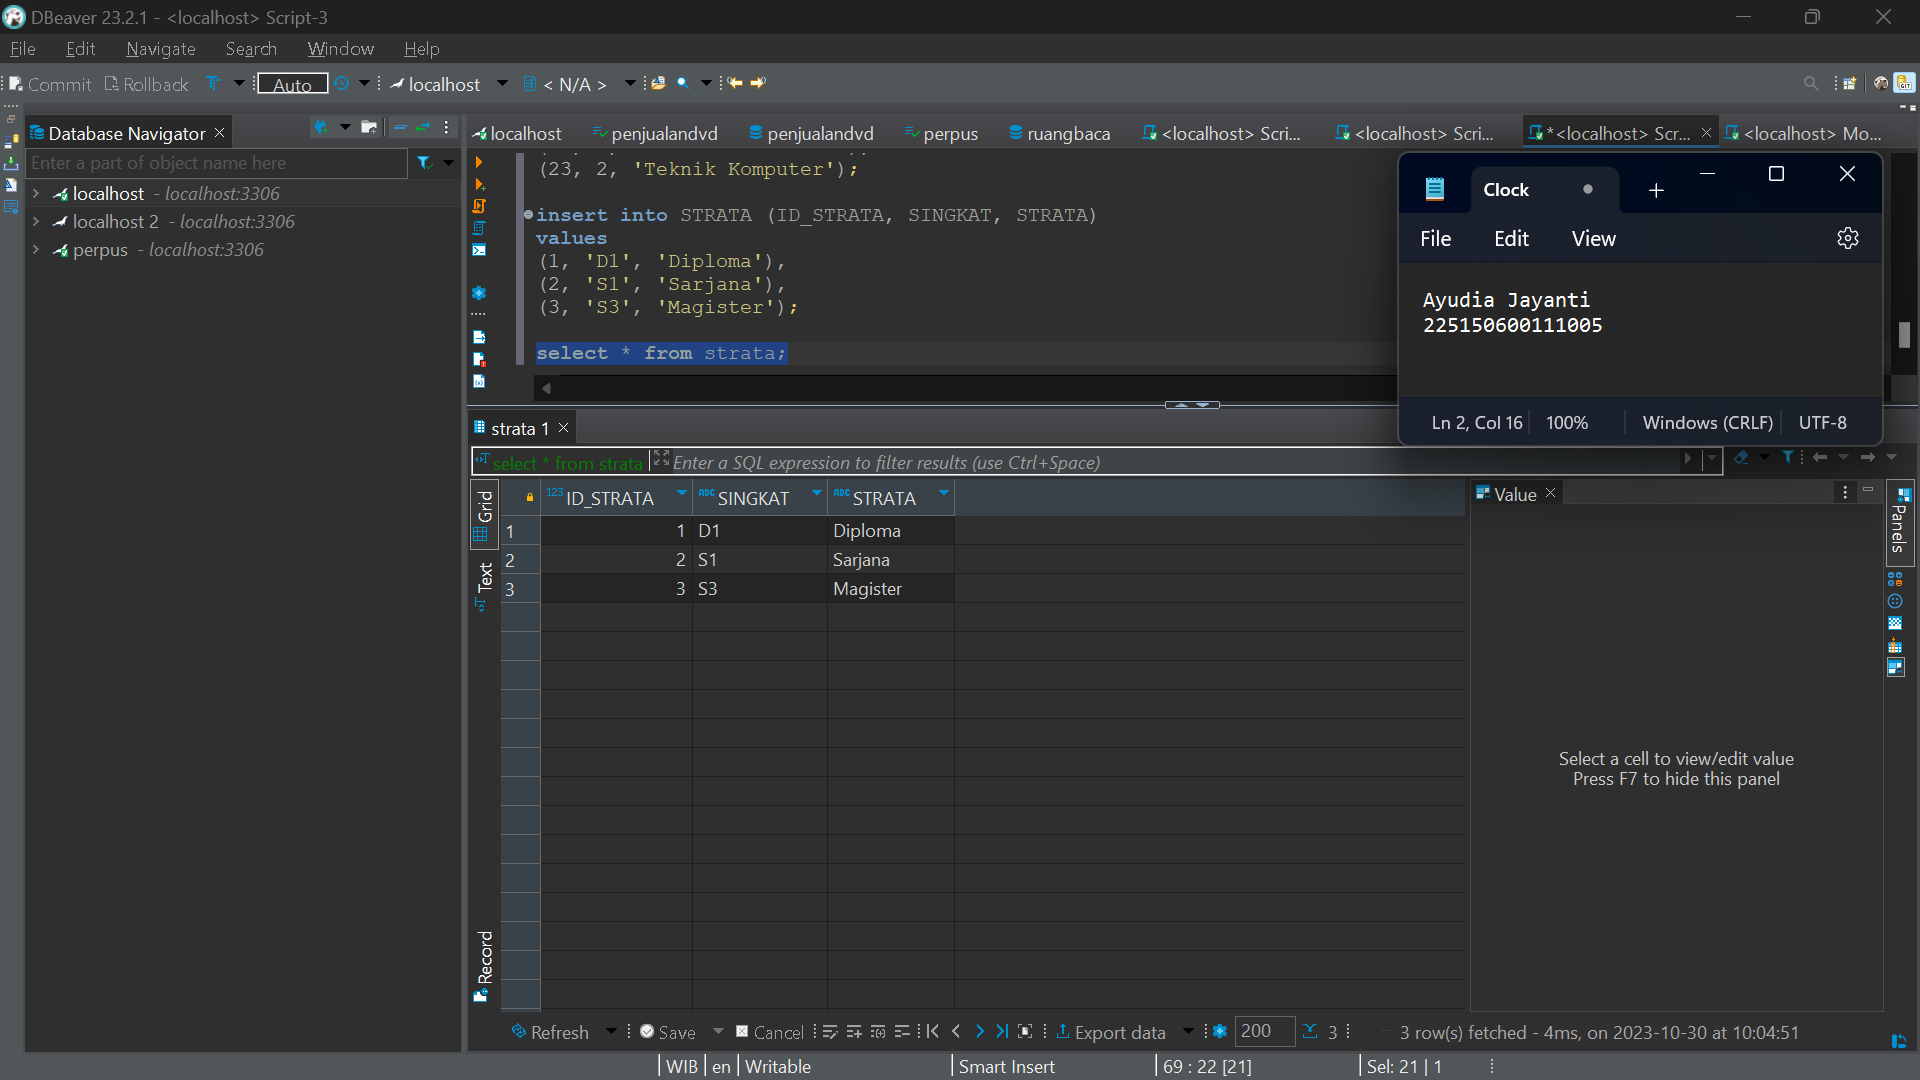 DBeaver 23.2.1 - <localhost> Script-3
File Edit Navigate Search Window Help
Commit Rollback Auto localhost < N/A >
Database Navigator
Enter a part of object name here
localhost - localhost:3306
localhost 2 - localhost:3306
perpus - localhost:3306
localhost penjualandvd penjualandvd perpus ruangbaca <localhost> Scri... <localhost> Scri... *<localhost> Scr... <localhost> Mo...
(23, 2, 'Teknik Komputer');
insert into STRATA (ID_STRATA, SINGKAT, STRATA)
values
(1, 'D1', 'Diploma'),
(2, 'S1', 'Sarjana'),
(3, 'S3', 'Magister');
select * from strata;
Clock
File Edit View
Ayudia Jayanti
225150600111005
Ln 2, Col 16 100% Windows (CRLF) UTF-8
strata 1
select * from strata Enter a SQL expression to filter results (use Ctrl+Space)
Grid
Text
Record
123 ID_STRATA ABC SINGKAT ABC STRATA
1 1 D1 Diploma
2 2 S1 Sarjana
3 3 S3 Magister
Value
Panels
Select a cell to view/edit value
Press F7 to hide this panel
Refresh Save Cancel Export data 200 3 3 row(s) fetched - 4ms, on 2023-10-30 at 10:04:51
WIB en Writable Smart Insert 69 : 22 [21] Sel: 21 | 1